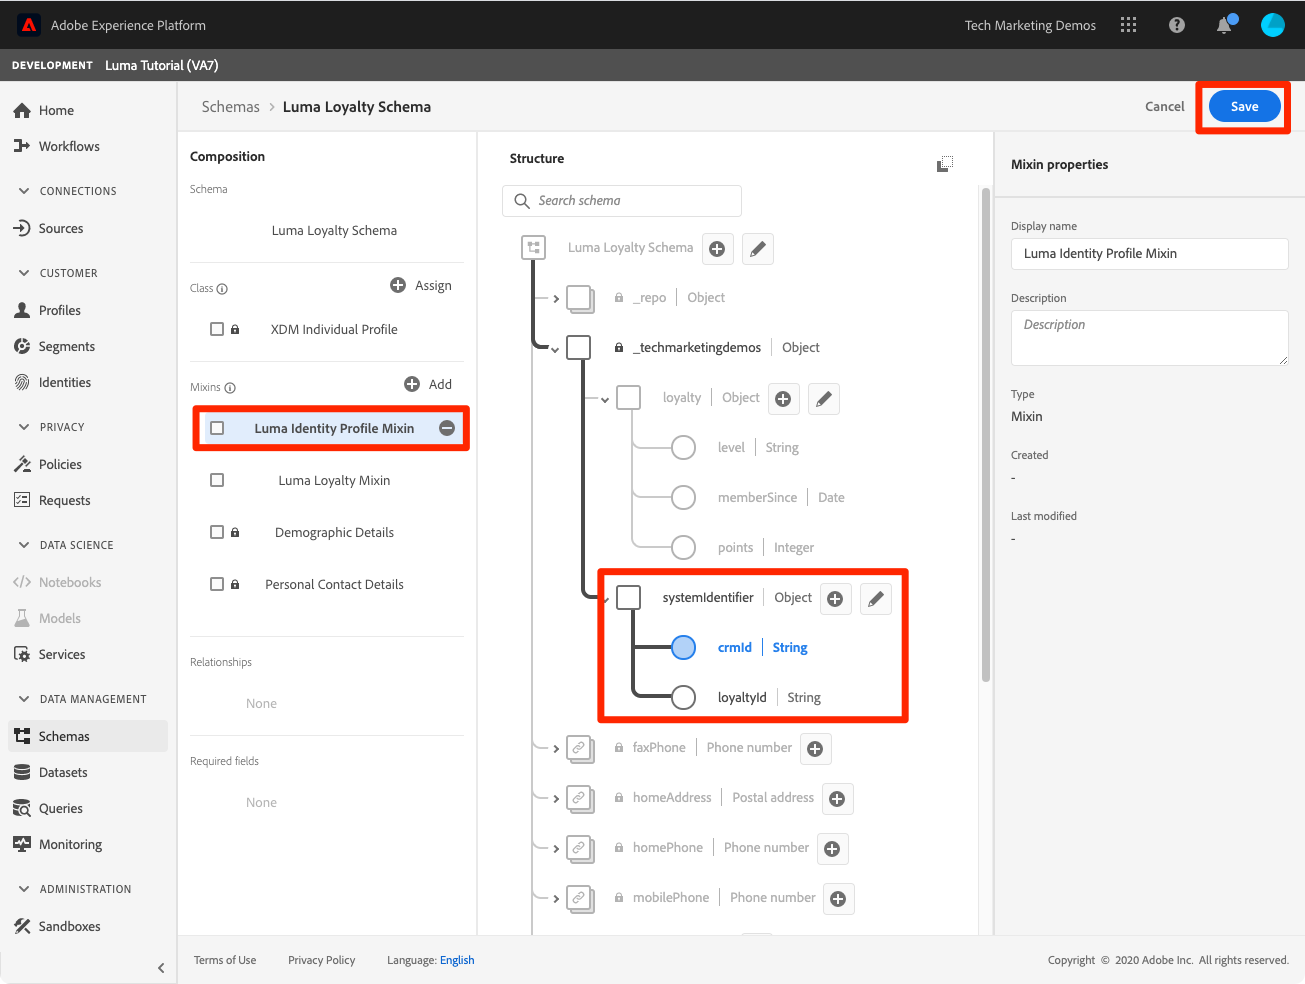 Adobe Experience Platform
Tech Marketing Demos
DEVELOPMENT Luma Tutorial (VA7)
Home
Workflows
CONNECTIONS
Sources
CUSTOMER
Profiles
Segments
Identities
PRIVACY
Policies
Requests
DATA SCIENCE
Notebooks
Models
Services
DATA MANAGEMENT
Schemas
Datasets
Queries
Monitoring
ADMINISTRATION
Sandboxes
Schemas > Luma Loyalty Schema
Cancel
Save
Composition
Schema
Luma Loyalty Schema
Class
Assign
XDM Individual Profile
Mixins
Add
Luma Identity Profile Mixin
Luma Loyalty Mixin
Demographic Details
Personal Contact Details
Relationships
None
Required fields
None
Structure
Search schema
Luma Loyalty Schema
_repo | Object
_techmarketingdemos | Object
loyalty | Object
level | String
memberSince | Date
points | Integer
systemIdentifier | Object
crmId | String
loyaltyId | String
faxPhone | Phone number
homeAddress | Postal address
homePhone | Phone number
mobilePhone | Phone number
Mixin properties
Display name
Luma Identity Profile Mixin
Description
Description
Type
Mixin
Created
-
Last modified
-
Terms of Use
Privacy Policy
Language: English
Copyright © 2020 Adobe Inc. All rights reserved.